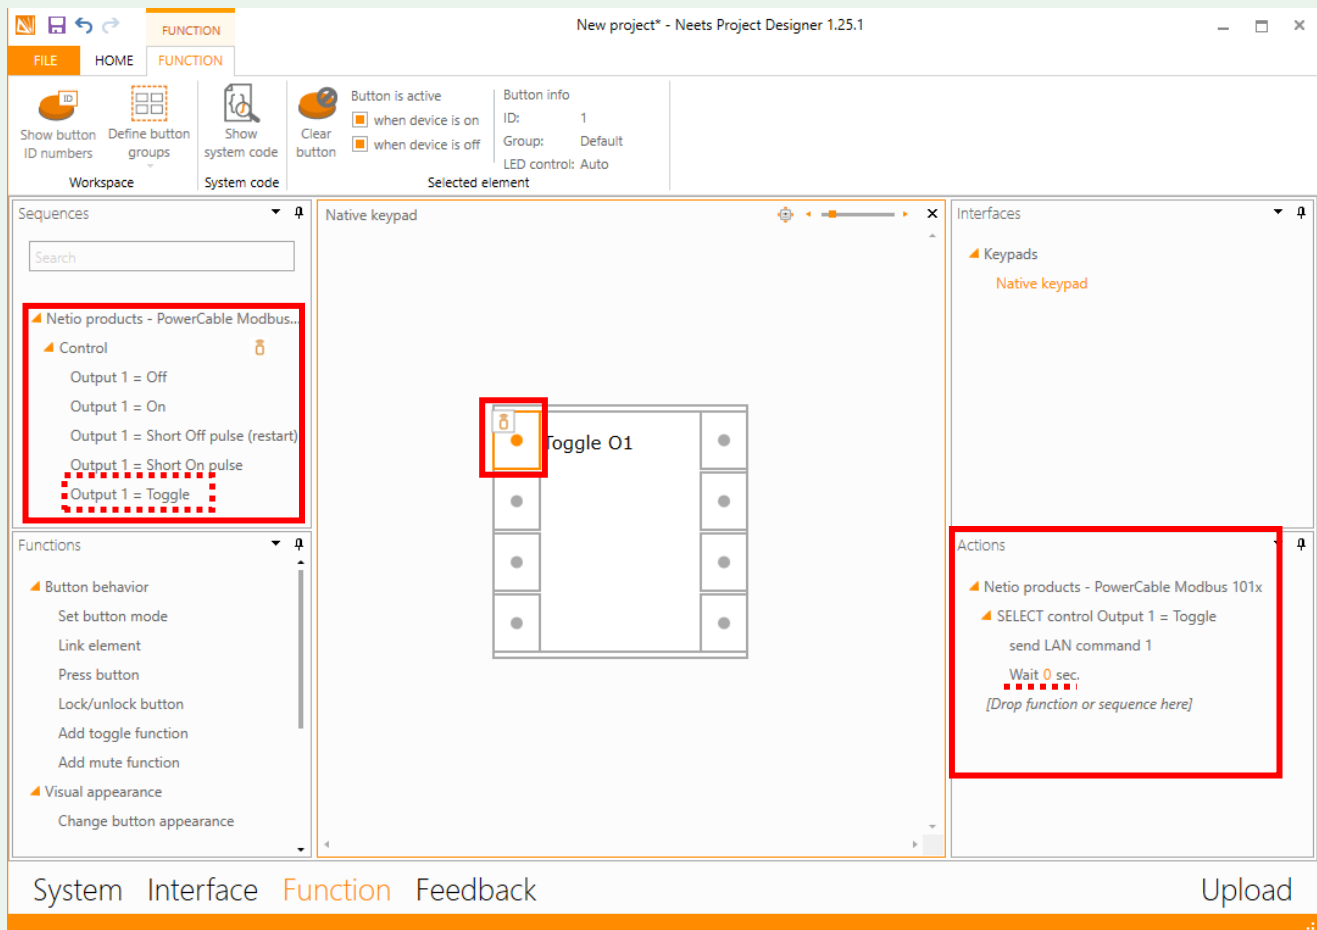 New project* - Neets Project Designer 1.25.1
FUNCTION
FILE
HOME
FUNCTION
ID
Show button
ID numbers
Define button
groups
Workspace
Show
system code
System code
Clear
button
Button is active
when device is on
when device is off
Button info
ID: 1
Group: Default
LED control: Auto
Selected element
Sequences
Search
Netio products - PowerCable Modbus...
Control
Output 1 = Off
Output 1 = On
Output 1 = Short Off pulse (restart)
Output 1 = Short On pulse
Output 1 = Toggle
Functions
Button behavior
Set button mode
Link element
Press button
Lock/unlock button
Add toggle function
Add mute function
Visual appearance
Change button appearance
Native keypad
Toggle O1
Interfaces
Keypads
Native keypad
Actions
Netio products - PowerCable Modbus 101x
SELECT control Output 1 = Toggle
send LAN command 1
Wait 0 sec.
[Drop function or sequence here]
System Interface Function Feedback
Upload